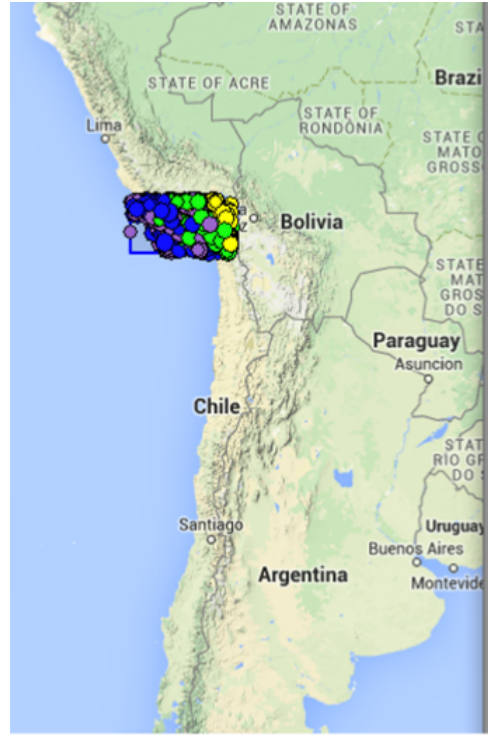 STATE OF
AMAZONAS
STA
STATE OF ACRE
Brazi
STATE OF
RONDÔNIA
Lima
STATE O
MATO
GROSS
Bolivia
STATE
MAT
GROS
DO S
Paraguay
Asuncion
Chile
STAT
RIO GR
DO
Santiago
Uruguay
Buenos Aires
Argentina
Montevide